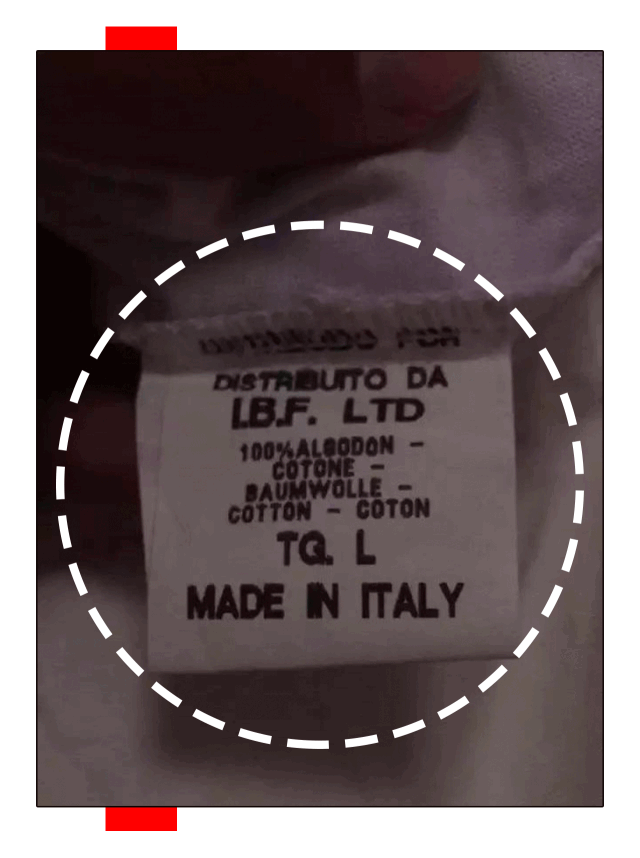 DISTRIBUITO DA
I.B.F. LTD
100%ALGODON -
COTONE -
BAUMWOLLE -
COTTON - COTON
TG. L
MADE IN ITALY